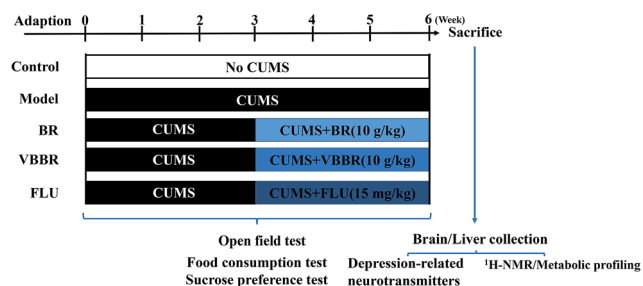 Adaption
0 1 2 3 4 5 6 (Week)
Sacrifice
Control No CUMS
Model CUMS
BR CUMS CUMS+BR(10 g/kg)
VBBR CUMS CUMS+VBBR(10 g/kg)
FLU CUMS CUMS+FLU(15 mg/kg)
Open field test
Food consumption test
Sucrose preference test
Brain/Liver collection
Depression-related
neurotransmitters
¹H-NMR/Metabolic profiling